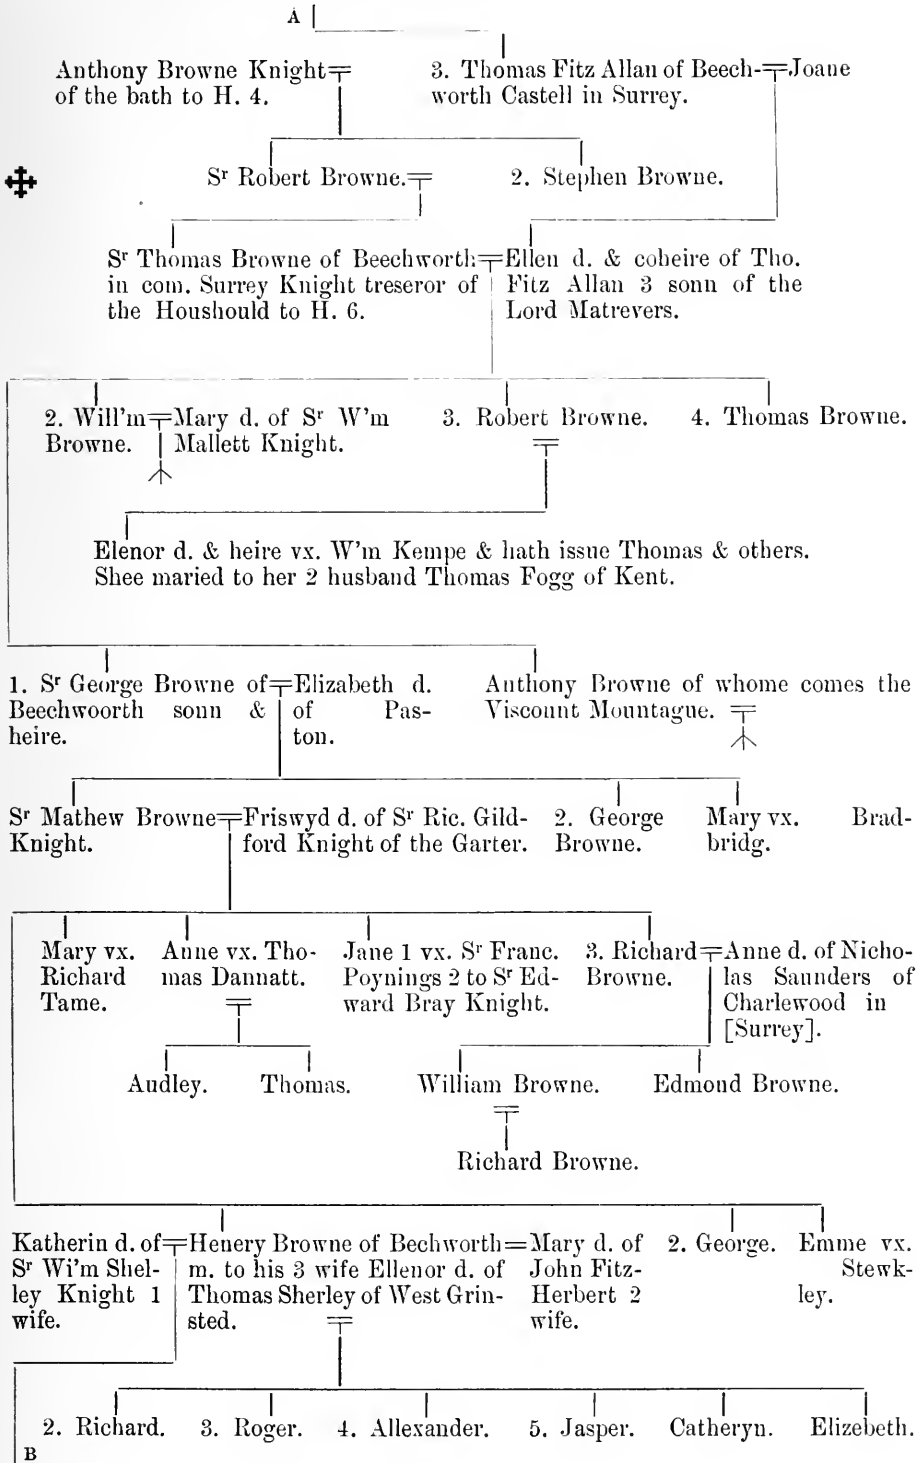 A
Anthony Browne Knight
of the bath to H. 4.
3. Thomas Fitz Allan of Beech-
worth Castell in Surrey.
Joane
Sʳ Robert Browne.
2. Stephen Browne.
Sʳ Thomas Browne of Beechworth
in com. Surrey Knight treseror of
the Houshould to H. 6.
Ellen d. & coheire of Tho.
Fitz Allan 3 sonn of the
Lord Matrevers.
2. Will'm
Browne.
Mary d. of Sʳ W'm
Mallett Knight.
3. Robert Browne.
4. Thomas Browne.
Elenor d. & heire vx. W'm Kempe & hath issue Thomas & others.
Shee maried to her 2 husband Thomas Fogg of Kent.
1. Sʳ George Browne of
Beechwoorth sonn &
heire.
Elizabeth d.
of Pas-
ton.
Anthony Browne of whome comes the
Viscount Mountague.
Sʳ Mathew Browne
Knight.
Friswyd d. of Sʳ Ric. Gild-
ford Knight of the Garter.
2. George
Browne.
Mary vx. Brad-
bridg.
Mary vx.
Richard
Tame.
Anne vx. Tho-
mas Dannatt.
Jane 1 vx. Sʳ Franc.
Poynings 2 to Sʳ Ed-
ward Bray Knight.
3. Richard
Browne.
Anne d. of Nicho-
las Saunders of
Charlewood in
[Surrey].
Audley.
Thomas.
William Browne.
Edmond Browne.
Richard Browne.
Katherin d. of
Sʳ Wi'm Shel-
ley Knight 1
wife.
Henery Browne of Bechworth
m. to his 3 wife Ellenor d. of
Thomas Sherley of West Grin-
sted.
Mary d. of
John Fitz-
Herbert 2
wife.
2. George.
Emme vx.
Stewk-
ley.
2. Richard.
3. Roger.
4. Allexander.
5. Jasper.
Catheryn.
Elizebeth.
B